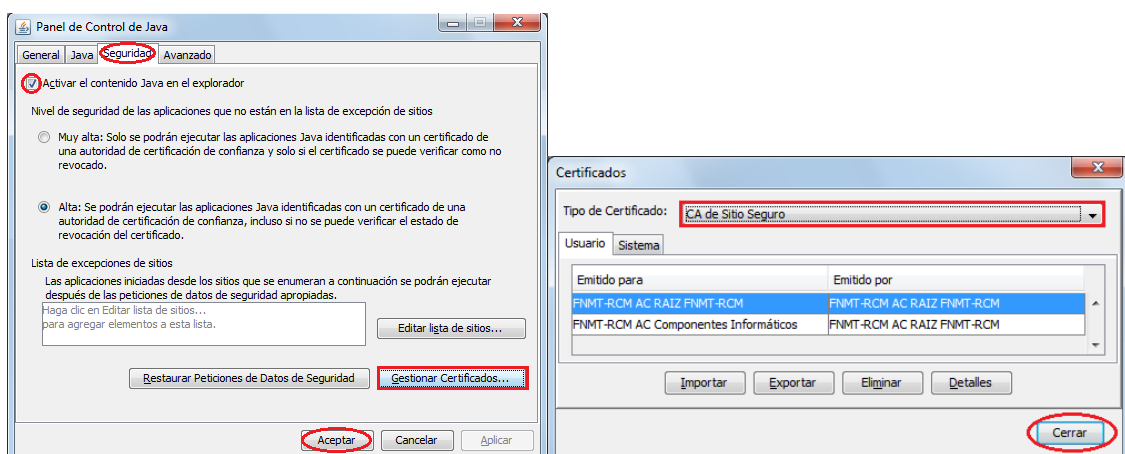 Panel de Control de Java
General Java Seguridad Avanzado
Activar el contenido Java en el explorador
Nivel de seguridad de las aplicaciones que no están en la lista de excepción de sitios
Muy alta: Solo se podrán ejecutar las aplicaciones Java identificadas con un certificado de
una autoridad de certificación de confianza y solo si el certificado se puede verificar como no
revocado.
Alta: Se podrán ejecutar las aplicaciones Java identificadas con un certificado de una
autoridad de certificación de confianza, incluso si no se puede verificar el estado de
revocación del certificado.
Lista de excepciones de sitios
Las aplicaciones iniciadas desde los sitios que se enumeran a continuación se podrán ejecutar
después de las peticiones de datos de seguridad apropiadas.
Haga clic en Editar lista de sitios...
para agregar elementos a esta lista.
Editar lista de sitios...
Restaurar Peticiones de Datos de Seguridad
Gestionar Certificados...
Aceptar Cancelar Aplicar
Certificados
Tipo de Certificado: CA de Sitio Seguro
Usuario Sistema
Emitido para Emitido por
FNMT-RCM AC RAIZ FNMT-RCM FNMT-RCM AC RAIZ FNMT-RCM
FNMT-RCM AC Componentes Informáticos FNMT-RCM AC RAIZ FNMT-RCM
Importar Exportar Eliminar Detalles
Cerrar